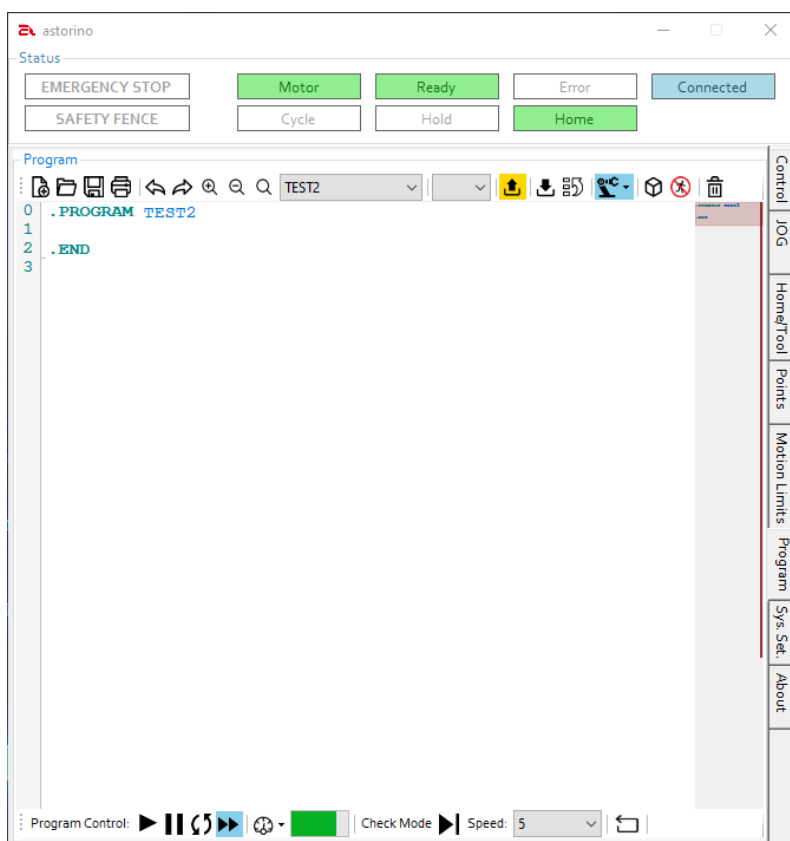 astorino
Status
EMERGENCY STOP Motor Ready Error Connected
SAFETY FENCE Cycle Hold Home
Program
TEST2
0 .PROGRAM TEST2
1
2 .END
3
Control
JOG
Home/Tool
Points
Motion Limits
Program
Sys. Set.
About
Program Control: Check Mode Speed: 5